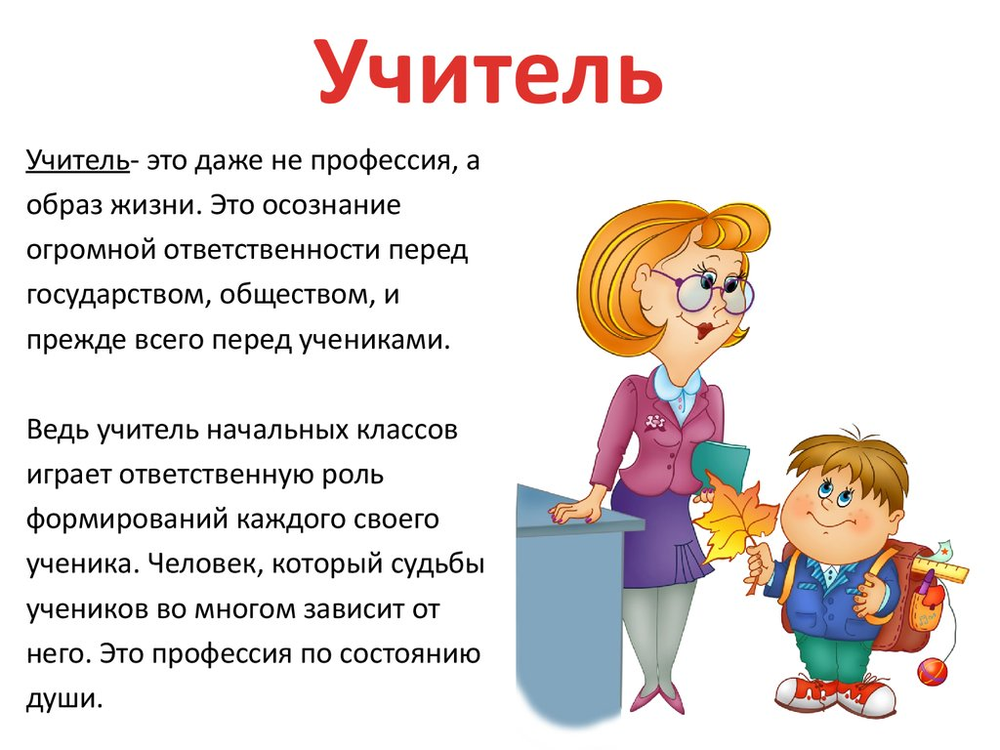 Учитель
Учитель- это даже не профессия, а
образ жизни. Это осознание
огромной ответственности перед
государством, обществом, и
прежде всего перед учениками.
Ведь учитель начальных классов
играет ответственную роль
формирований каждого своего
ученика. Человек, который судьбы
учеников во многом зависит от
него. Это профессия по состоянию
души.